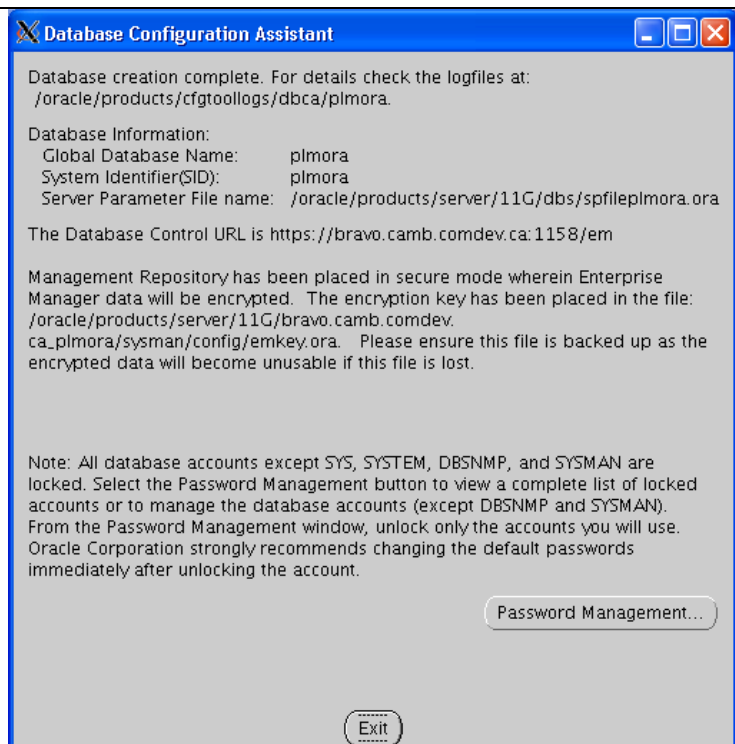 Database Configuration Assistant
Database creation complete. For details check the logfiles at:
/oracle/products/cfgtoollogs/dbca/plmora.
Database Information:
Global Database Name: plmora
System Identifier(SID): plmora
Server Parameter File name: /oracle/products/server/11G/dbs/spfileplmora.ora
The Database Control URL is https://bravo.camb.comdev.ca:1158/em
Management Repository has been placed in secure mode wherein Enterprise
Manager data will be encrypted. The encryption key has been placed in the file:
/oracle/products/server/11G/bravo.camb.comdev.
ca_plmora/sysman/config/emkey.ora. Please ensure this file is backed up as the
encrypted data will become unusable if this file is lost.
Note: All database accounts except SYS, SYSTEM, DBSNMP, and SYSMAN are
locked. Select the Password Management button to view a complete list of locked
accounts or to manage the database accounts (except DBSNMP and SYSMAN).
From the Password Management window, unlock only the accounts you will use.
Oracle Corporation strongly recommends changing the default passwords
immediately after unlocking the account.
Password Management...
Exit